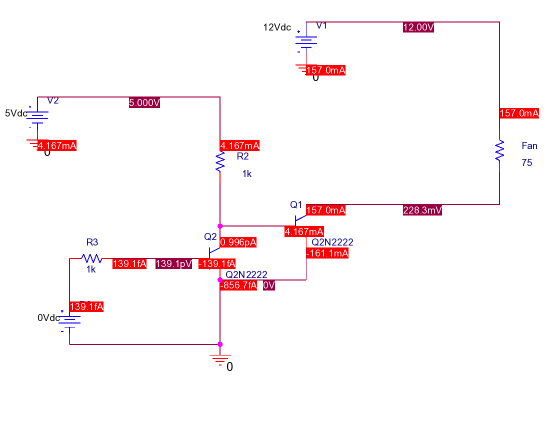 12Vdc
V1
12.00V
157.0mA
0
5Vdc
V2
5.000V
157.0mA
4.167mA
0
4.167mA
R2
1k
Fan
75
Q1
157.0mA
228.3mV
4.167mA
Q2
0.996pA
Q2N2222
-161.1mA
R3
1k
139.1fA
139.1pV
-139.1fA
Q2N2222
-856.7fA
0V
139.1fA
0Vdc
0